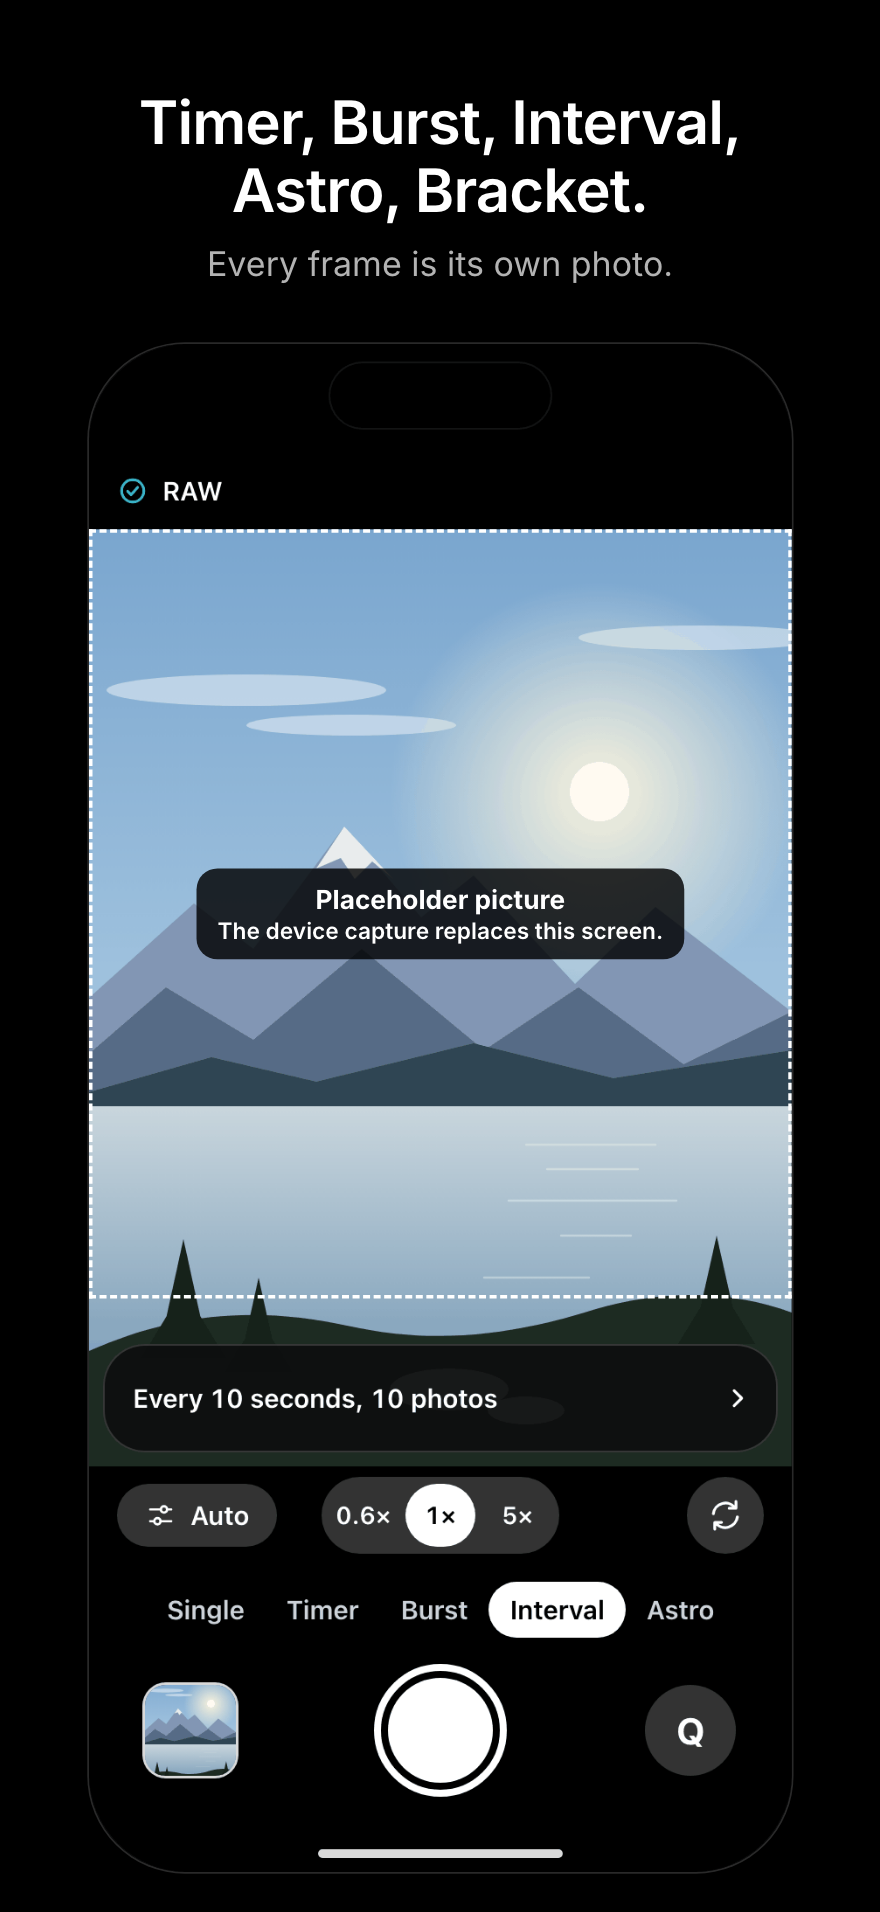 Timer, Burst, Interval,
Astro, Bracket.
Every frame is its own photo.
RAW
Placeholder picture
The device capture replaces this screen.
Every 10 seconds, 10 photos
Auto
0.6×
1×
5×
Single
Timer
Burst
Interval
Astro
Q